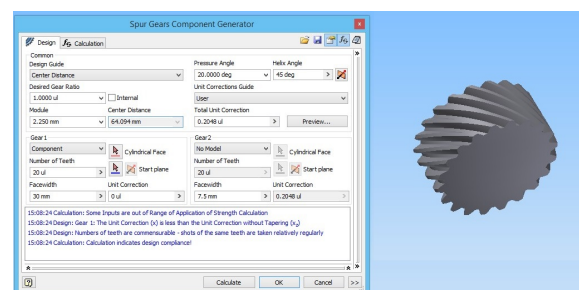 Spur Gears Component Generator
Design
Calculation
Common
Design Guide
Pressure Angle
Helix Angle
Center Distance
20.0000 deg
45 deg
Desired Gear Ratio
Unit Corrections Guide
1.0000 ul
Internal
User
Module
Center Distance
Total Unit Correction
2.250 mm
64.094 mm
0.2048 ul
Preview...
Gear1
Gear2
Component
Cylindrical Face
No Model
Cylindrical Face
Number of Teeth
Number of Teeth
20 ul
Start plane
20 ul
Start plane
Facewidth
Unit Correction
Facewidth
Unit Correction
30 mm
0 ul
7.5 mm
0.2048 ul
15:08:24 Calculation: Some Inputs are out of Range of Application of Strength Calculation
15:08:24 Design: Gear 1: The Unit Correction (x) is less than the Unit Correction without Tapering (xz)
15:08:24 Design: Numbers of teeth are commensurable - shots of the same teeth are taken relatively regularly
15:08:24 Calculation: Calculation indicates design compliance!
Calculate
OK
Cancel
>>